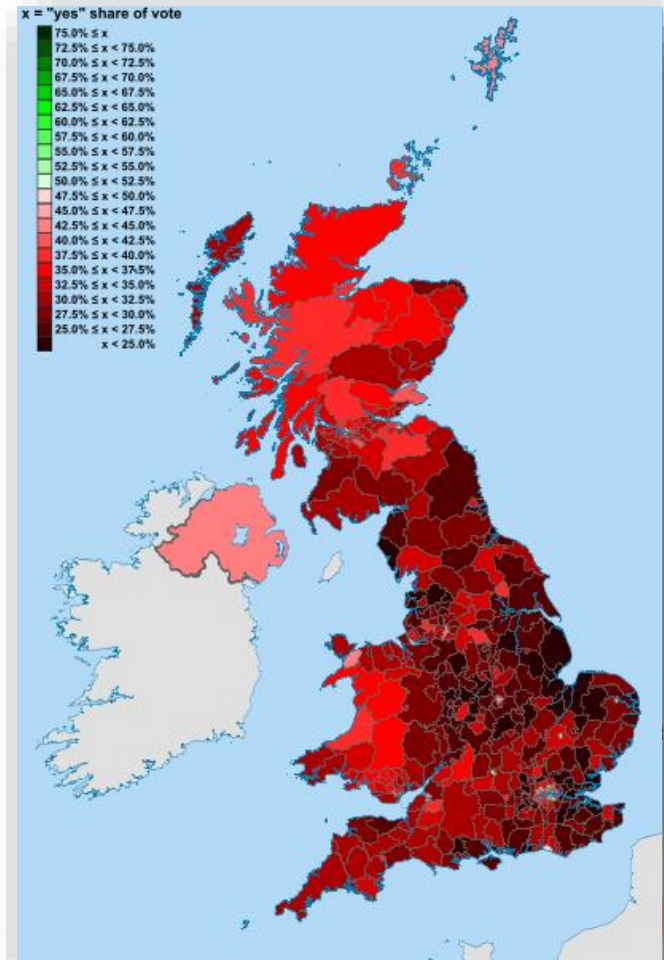 x = "yes" share of vote
75.0% ≤ x
72.5% ≤ x < 75.0%
70.0% ≤ x < 72.5%
67.5% ≤ x < 70.0%
65.0% ≤ x < 67.5%
62.5% ≤ x < 65.0%
60.0% ≤ x < 62.5%
57.5% ≤ x < 60.0%
55.0% ≤ x < 57.5%
52.5% ≤ x < 55.0%
50.0% ≤ x < 52.5%
47.5% ≤ x < 50.0%
45.0% ≤ x < 47.5%
42.5% ≤ x < 45.0%
40.0% ≤ x < 42.5%
37.5% ≤ x < 40.0%
35.0% ≤ x < 37.5%
32.5% ≤ x < 35.0%
30.0% ≤ x < 32.5%
27.5% ≤ x < 30.0%
25.0% ≤ x < 27.5%
x < 25.0%